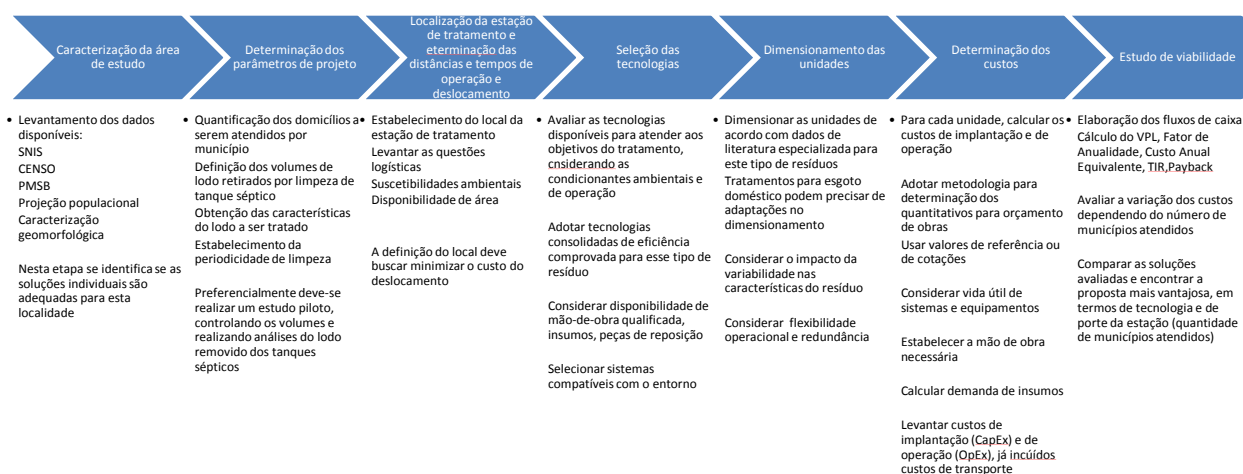 Caracterização da área
de estudo
Determinação dos
parâmetros de projeto
Localização da estação
de tratamento e
eterminação das
distâncias e tempos de
operação e
deslocamento
Seleção das
tecnologias
Dimensionamento das
unidades
Determinação dos
custos
Estudo de viabilidade
• Levantamento dos dados
disponíveis:
SNIS
CENSO
PMSB
Projeção populacional
Caracterização
geomorfológica
Nesta etapa se identifica se as
soluções individuais são
adequadas para esta
localidade
• Quantificação dos domicílios a
serem atendidos por
município
Definição dos volumes de
lodo retirados por limpeza de
tanque séptico
Obtenção das características
do lodo a ser tratado
Estabelecimento da
periodicidade de limpeza
Preferencialmente deve-se
realizar um estudo piloto,
controlando os volumes e
realizando análises do lodo
removido dos tanques
sépticos
• Estabelecimento do local da
estação de tratamento
Levantar as questões
logísticas
Suscetibilidades ambientais
Disponibilidade de área
A definição do local deve
buscar minimizar o custo do
deslocamento
• Avaliar as tecnologias
disponíveis para atender aos
objetivos do tratamento,
cnsiderando as
condicionantes ambientais e
de operação
Adotar tecnologias
consolidadas de eficiência
comprovada para esse tipo de
resíduo
Considerar disponibilidade de
mão-de-obra qualificada,
insumos, peças de reposição
Selecionar sistemas
compatíveis com o entorno
• Dimensionar as unidades de
acordo com dados de
literatura especializada para
este tipo de resíduos
Tratamentos para esgoto
doméstico podem precisar de
adaptações no
dimensionamento
Considerar o impacto da
variabilidade nas
características do resíduo
Considerar flexibilidade
operacional e redundância
• Para cada unidade, calcular os
custos de implantação e de
operação
Adotar metodologia para
determinação dos
quantitativos para orçamento
de obras
Usar valores de referência ou
de cotações
Considerar vida útil de
sistemas e equipamentos
Estabelecer a mão de obra
necessária
Calcular demanda de insumos
Levantar custos de
implantação (CapEx) e de
operação (OpEx), já incúídos
custos de transporte
• Elaboração dos fluxos de caixa
Cálculo do VPL, Fator de
Anualidade, Custo Anual
Equivalente, TIR,Payback
Avaliar a variação dos custos
dependendo do número de
municípios atendidos
Comparar as soluções
avaliadas e encontrar a
proposta mais vantajosa, em
termos de tecnologia e de
porte da estação (quantidade
de municípios atendidos)